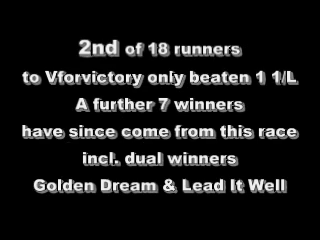 2nd of 18 runners
to Vforvictory only beaten 1 1/L
A further 7 winners
have since come from this race
incl. dual winners
Golden Dream & Lead It Well